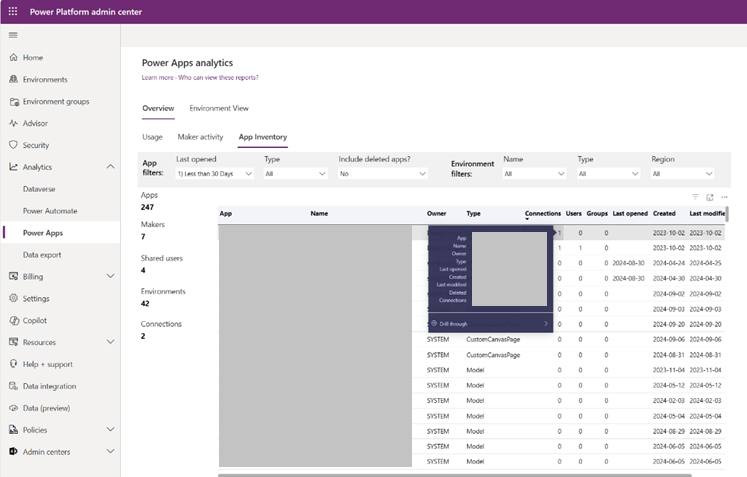 Power Platform admin center
Home
Environments
Environment groups
Advisor
Security
Analytics
Dataverse
Power Automate
Power Apps
Data export
Billing
Settings
Copilot
Resources
Help + support
Data integration
Data (preview)
Policies
Admin centers
Power Apps analytics
Learn more - Who can view these reports?
Overview Environment View
Usage Maker activity App Inventory
App filters: Last opened 1) Less than 30 Days Type All Include deleted apps? No Environment filters: Name All Type All Region All
Apps
247
Makers
7
Shared users
4
Environments
42
Connections
2
App Name Owner Type Connections Users Groups Last opened Created Last modifie
1 0 0 2023-10-02 2023-10-02
1 1 0 2023-10-02 2023-10-02
0 0 0 2024-08-30 2024-04-24 2024-04-25
0 0 0 2024-08-30 2024-04-30 2024-04-30
0 0 0 2024-09-02 2024-09-02
0 0 0 2024-09-03 2024-09-03
0 0 0 2024-09-20 2024-09-20
SYSTEM CustomCanvasPage 0 0 0 2024-09-06 2024-09-06
SYSTEM CustomCanvasPage 0 0 0 2024-08-31 2024-08-31
SYSTEM Model 0 0 0 2023-11-04 2023-11-04
SYSTEM Model 0 0 0 2024-05-12 2024-05-12
SYSTEM Model 0 0 0 2024-02-03 2024-02-03
SYSTEM Model 0 0 0 2024-05-04 2024-05-04
SYSTEM Model 0 0 0 2024-08-29 2024-08-29
SYSTEM Model 0 0 0 2024-06-05 2024-06-05
SYSTEM Model 0 0 0 2024-06-05 2024-06-05
App
Name
Owner
Type
Last opened
Created
Last modified
Deleted
Connections
Drill through